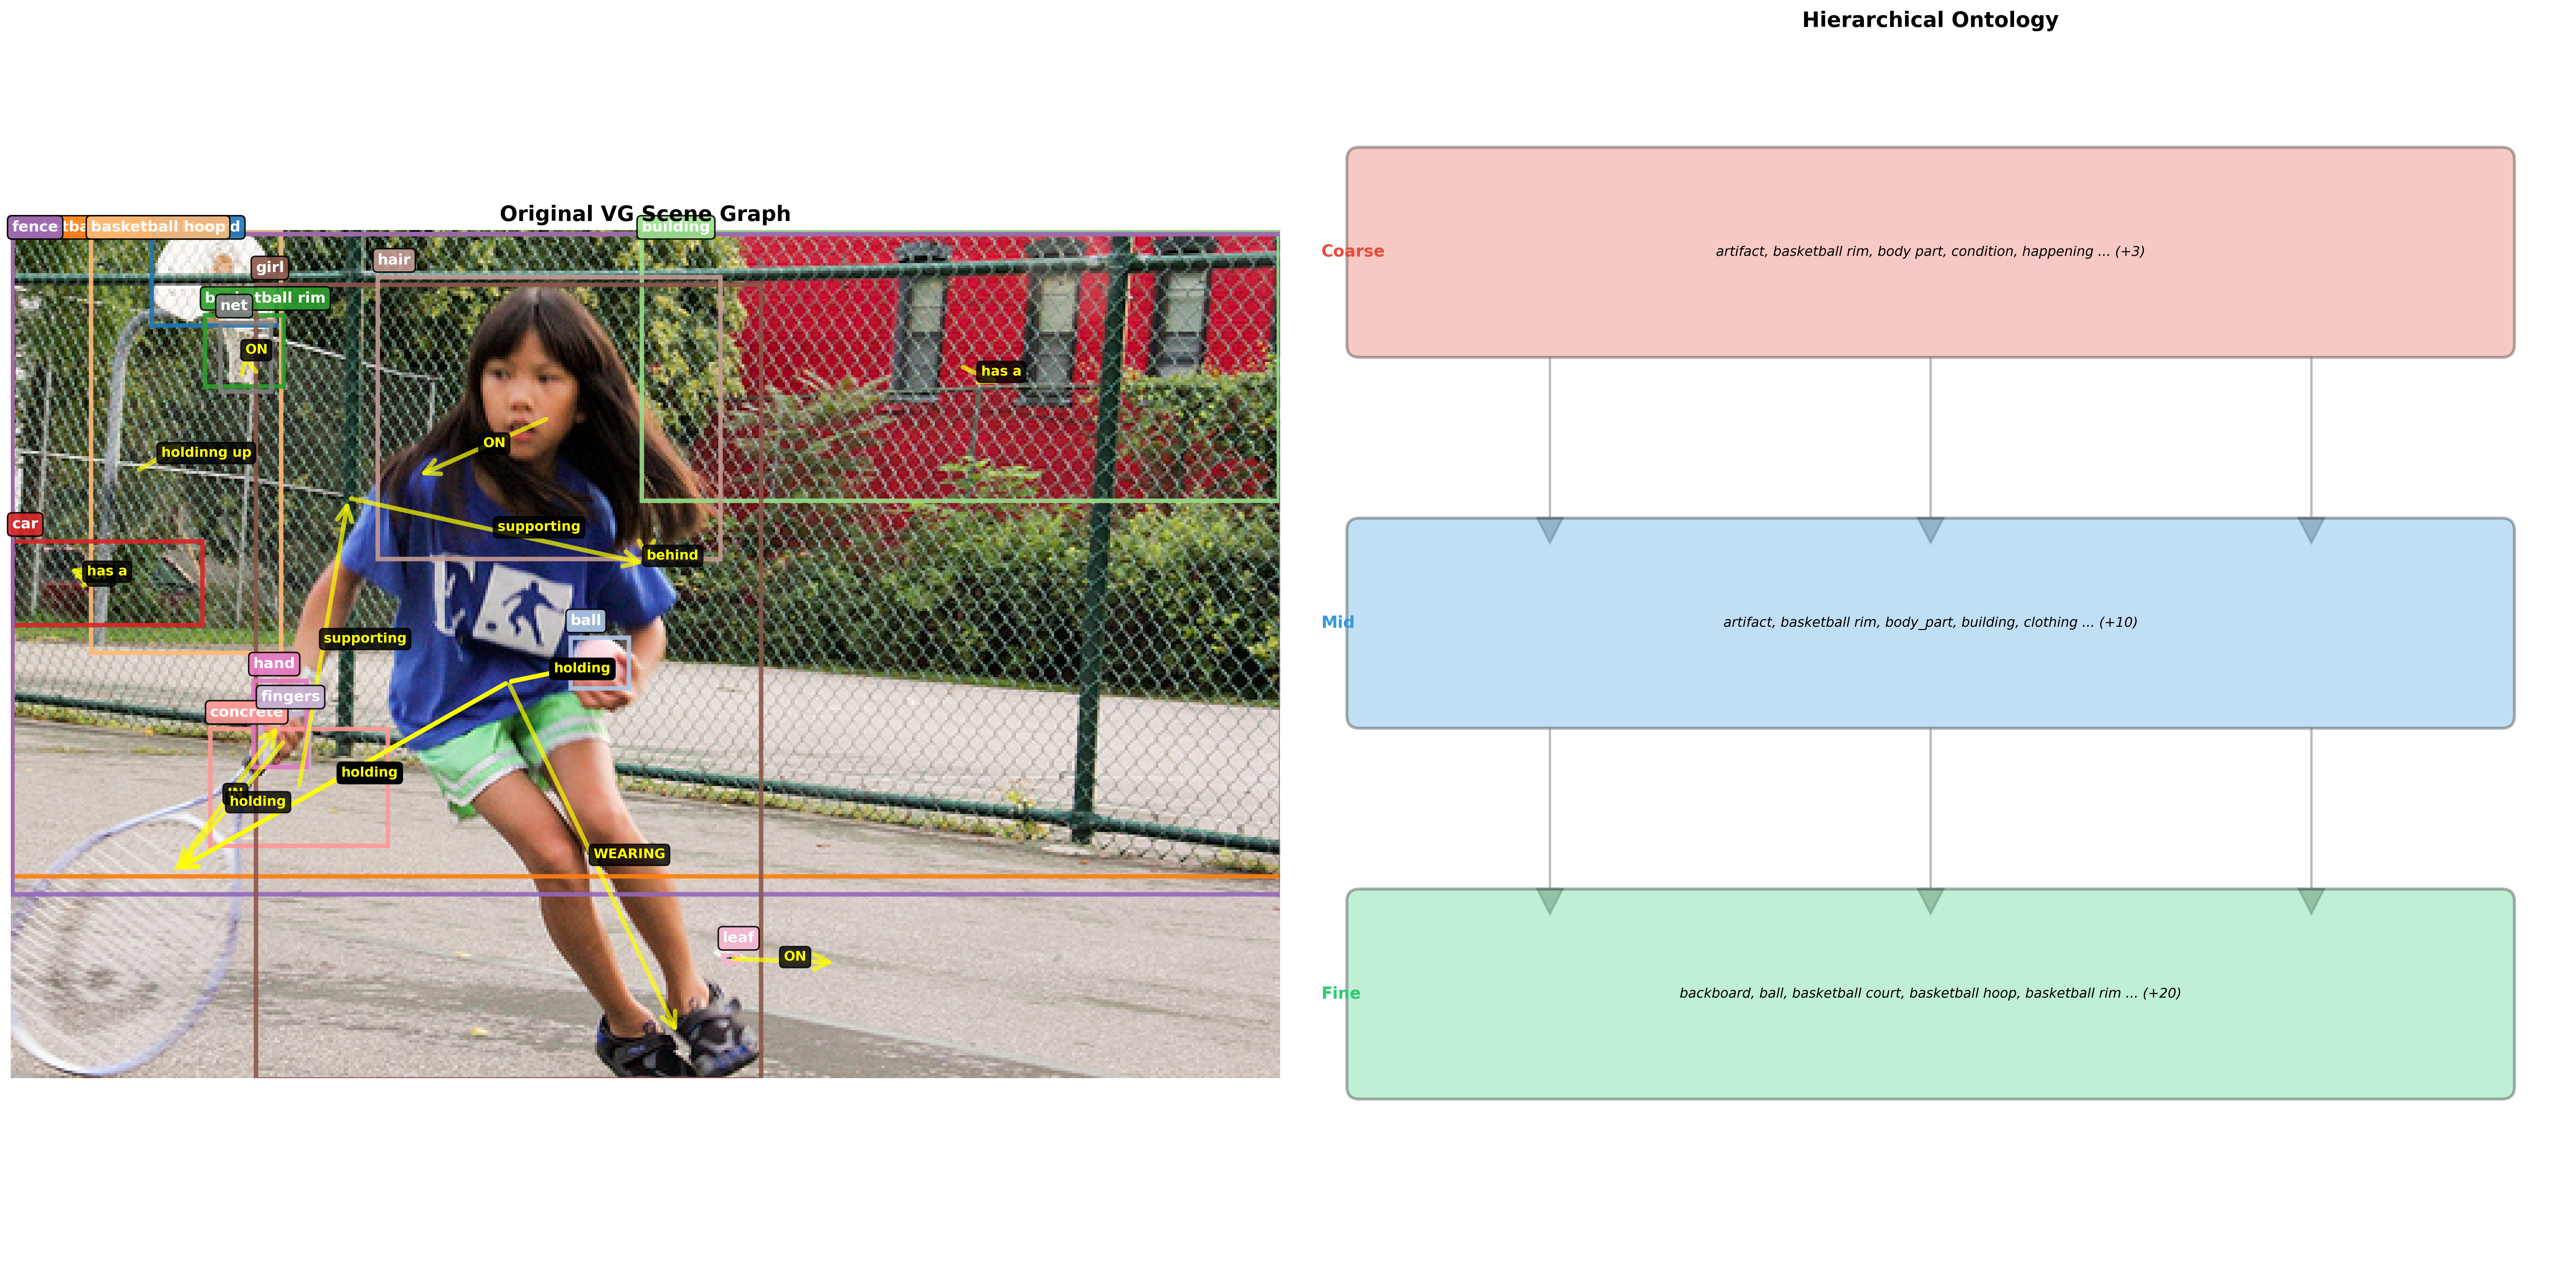 Hierarchical Ontology
Original VG Scene Graph
fence
basketball hoop
d
building
hair
girl
basketball rim
net
ON
has a
holdinng up
ON
car
supporting
behind
has a
ball
supporting
hand
holding
fingers
concrete
holding
IN
holding
WEARING
leaf
ON
Coarse
artifact, basketball rim, body part, condition, happening ... (+3)
Mid
artifact, basketball rim, body_part, building, clothing ... (+10)
Fine
backboard, ball, basketball court, basketball hoop, basketball rim ... (+20)